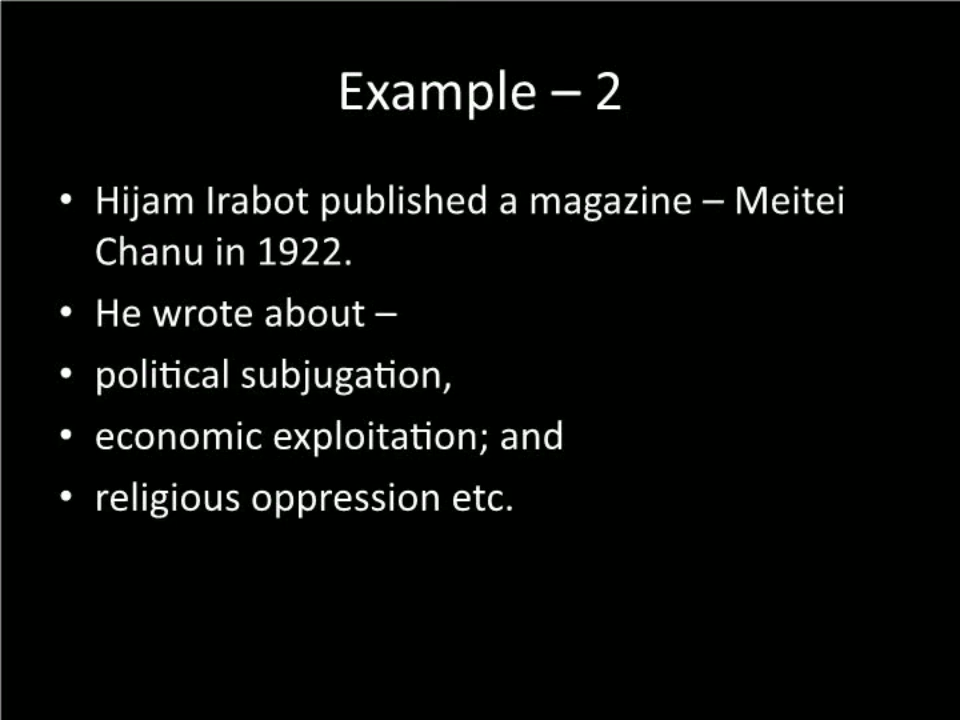 Example – 2
• Hijam Irabot published a magazine – Meitei
Chanu in 1922.
• He wrote about –
• political subjugation,
• economic exploitation; and
• religious oppression etc.